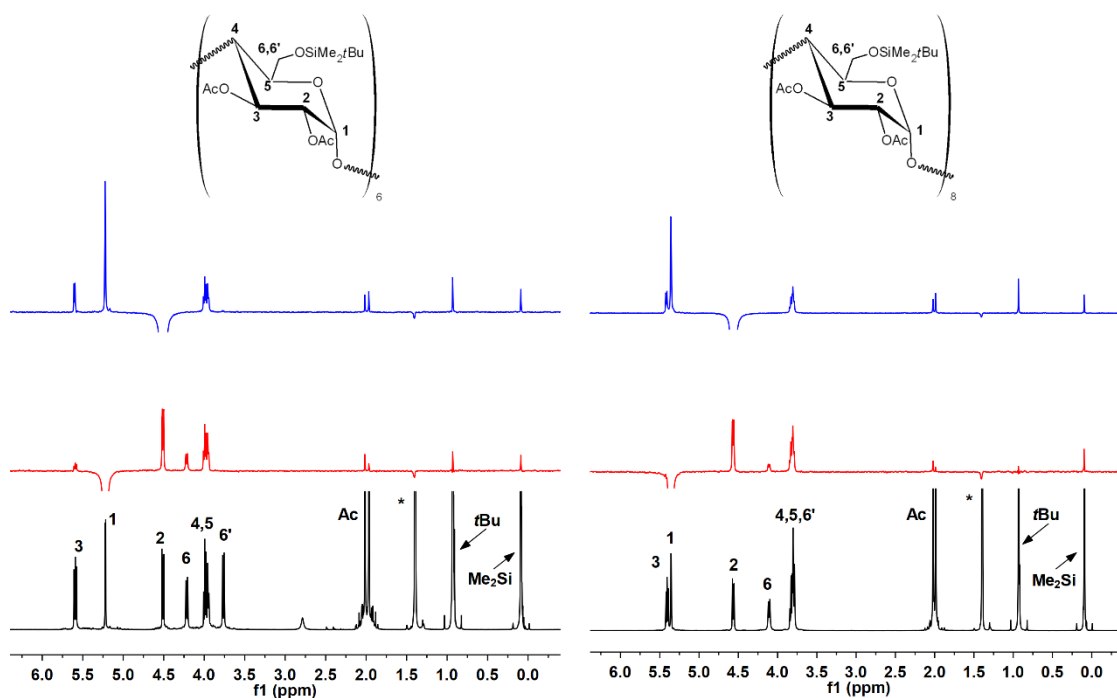 4
6,6' OSiMe2tBu
5 O
AcO 2
3 1
OAc
O
6
4
6,6' OSiMe2tBu
5 O
AcO 2
3 1
OAc
O
8
3 1 2 6 4,5 6' Ac * tBu Me2Si
6.0 5.5 5.0 4.5 4.0 3.5 3.0 2.5 2.0 1.5 1.0 0.5 0.0
f1 (ppm)
3 1 2 6 4,5,6' Ac * tBu Me2Si
6.0 5.5 5.0 4.5 4.0 3.5 3.0 2.5 2.0 1.5 1.0 0.5 0.0
f1 (ppm)